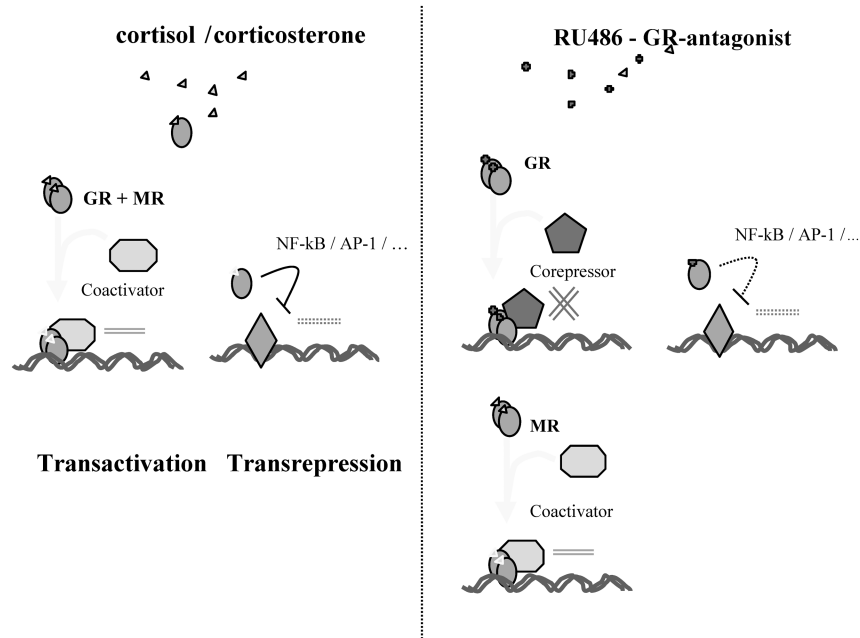 cortisol /corticosterone
GR + MR
NF-kB / AP-1 / …
Coactivator
Transactivation
Transrepression
RU486 - GR-antagonist
GR
NF-kB / AP-1 /...
Corepressor
MR
Coactivator